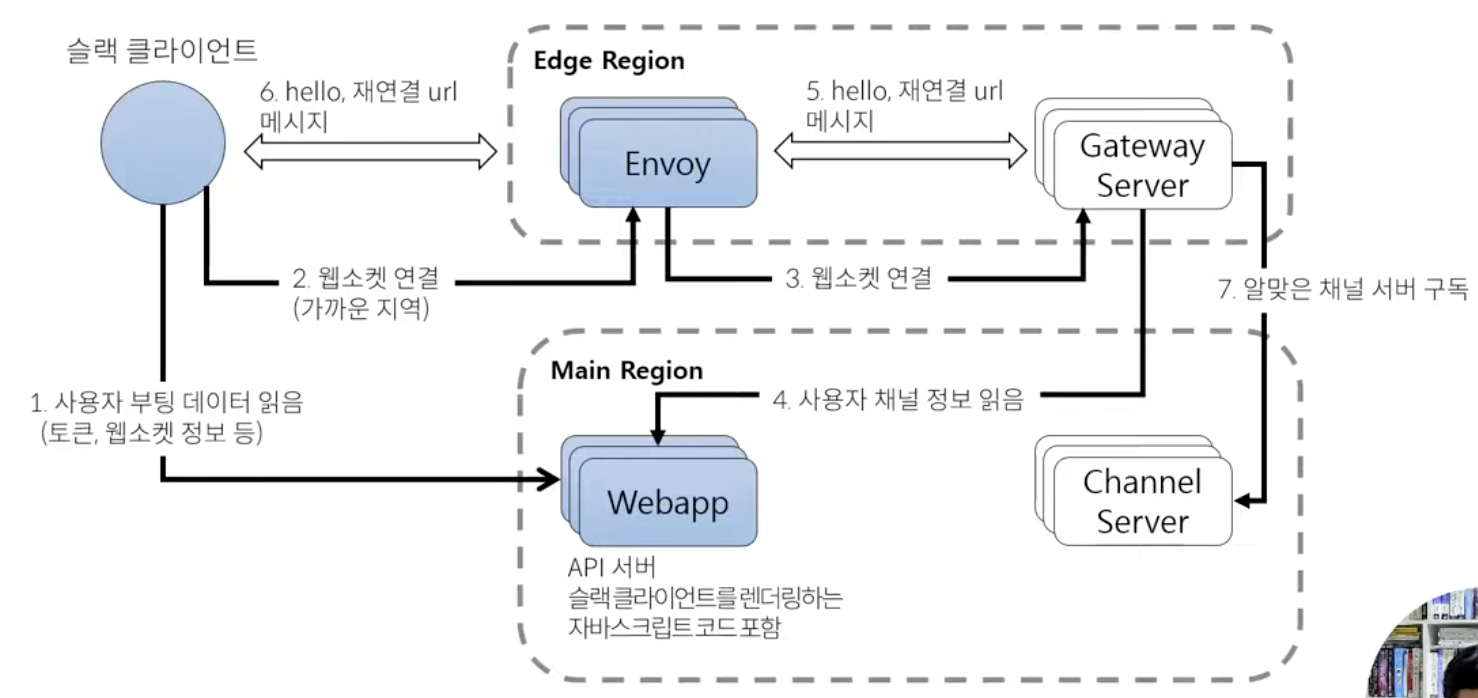 슬랙 클라이언트
6. hello, 재연결 url
메시지
Edge Region
Envoy
5. hello, 재연결 url
메시지
Gateway
Server
2. 웹소켓 연결
(가까운 지역)
3. 웹소켓 연결
7. 알맞은 채널 서버 구독
Main Region
1. 사용자 부팅 데이터 읽음
(토큰, 웹소켓 정보 등)
4. 사용자 채널 정보 읽음
Webapp
Channel
Server
API 서버
슬랙 클라이언트를 렌더링하는
자바스크립트 코드 포함